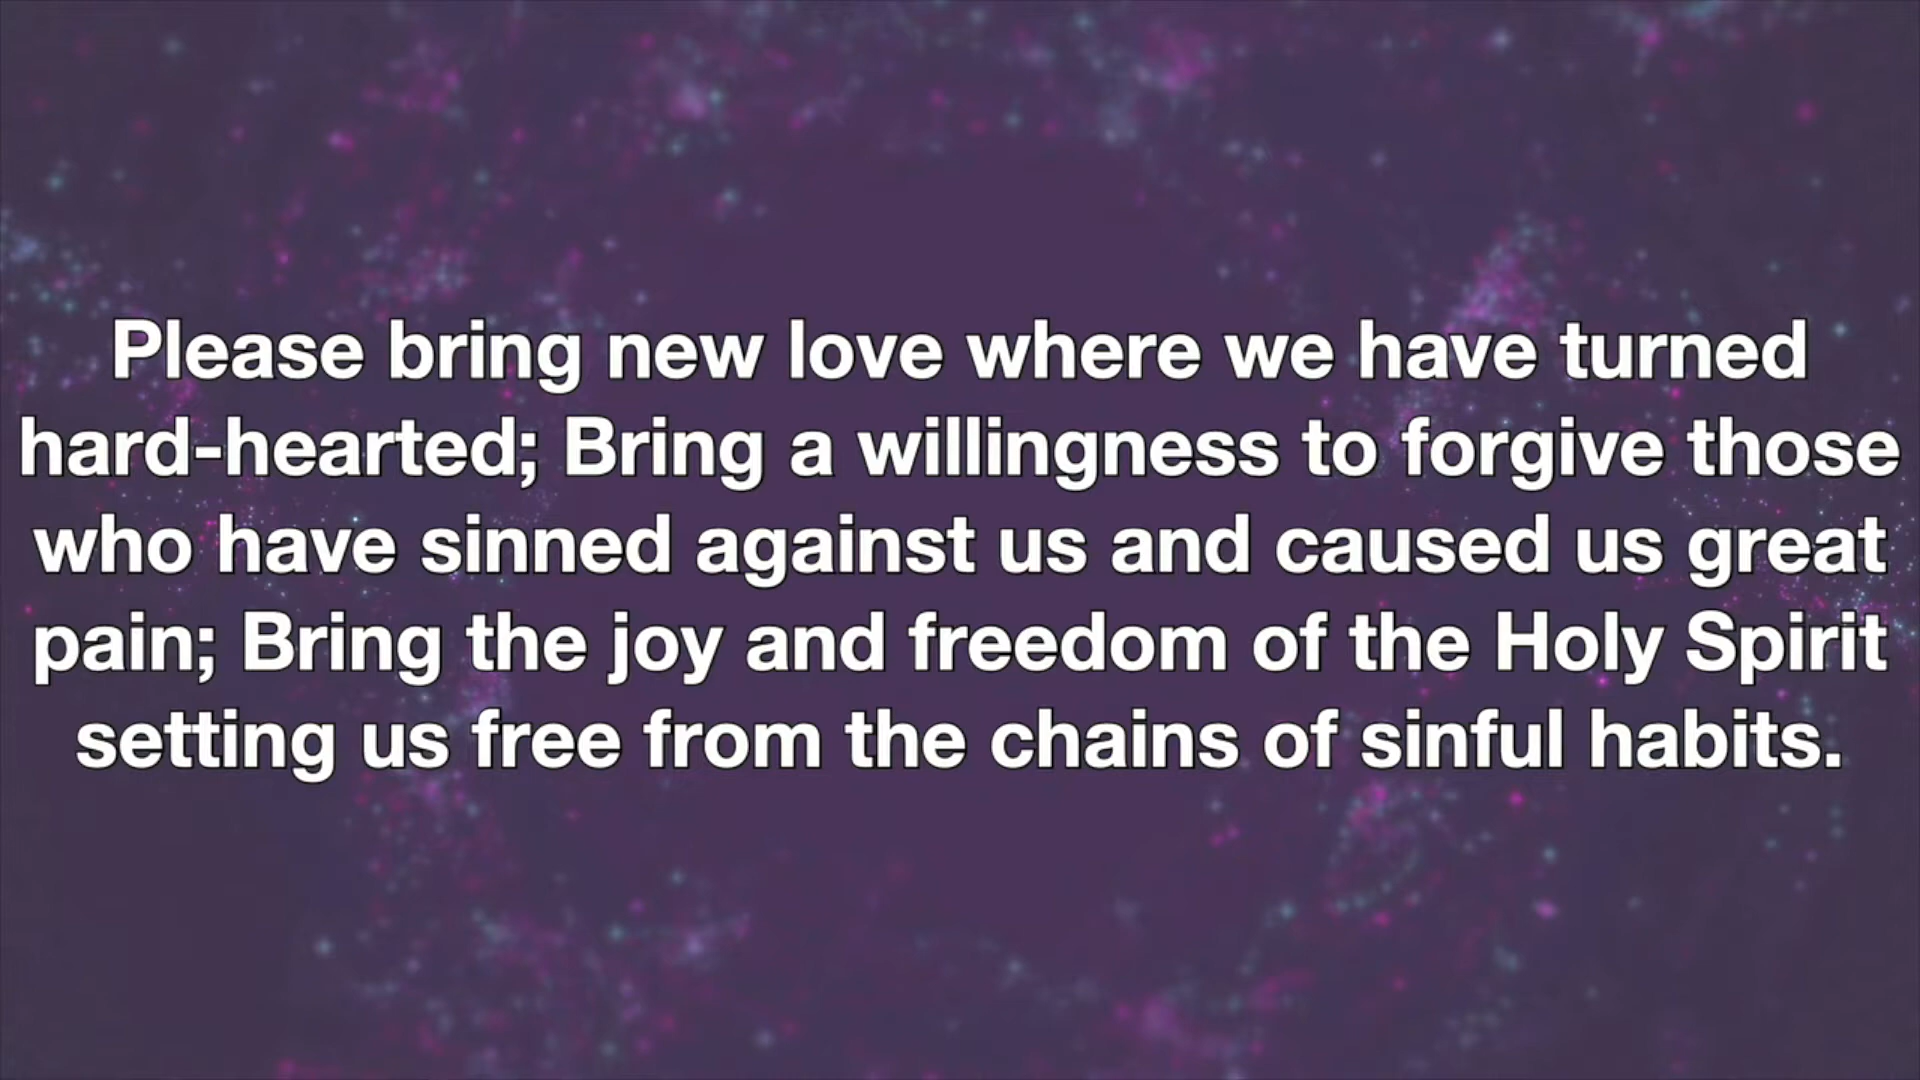 Please bring new love where we have turned
hard-hearted; Bring a willingness to forgive those
who have sinned against us and caused us great
pain; Bring the joy and freedom of the Holy Spirit
setting us free from the chains of sinful habits.